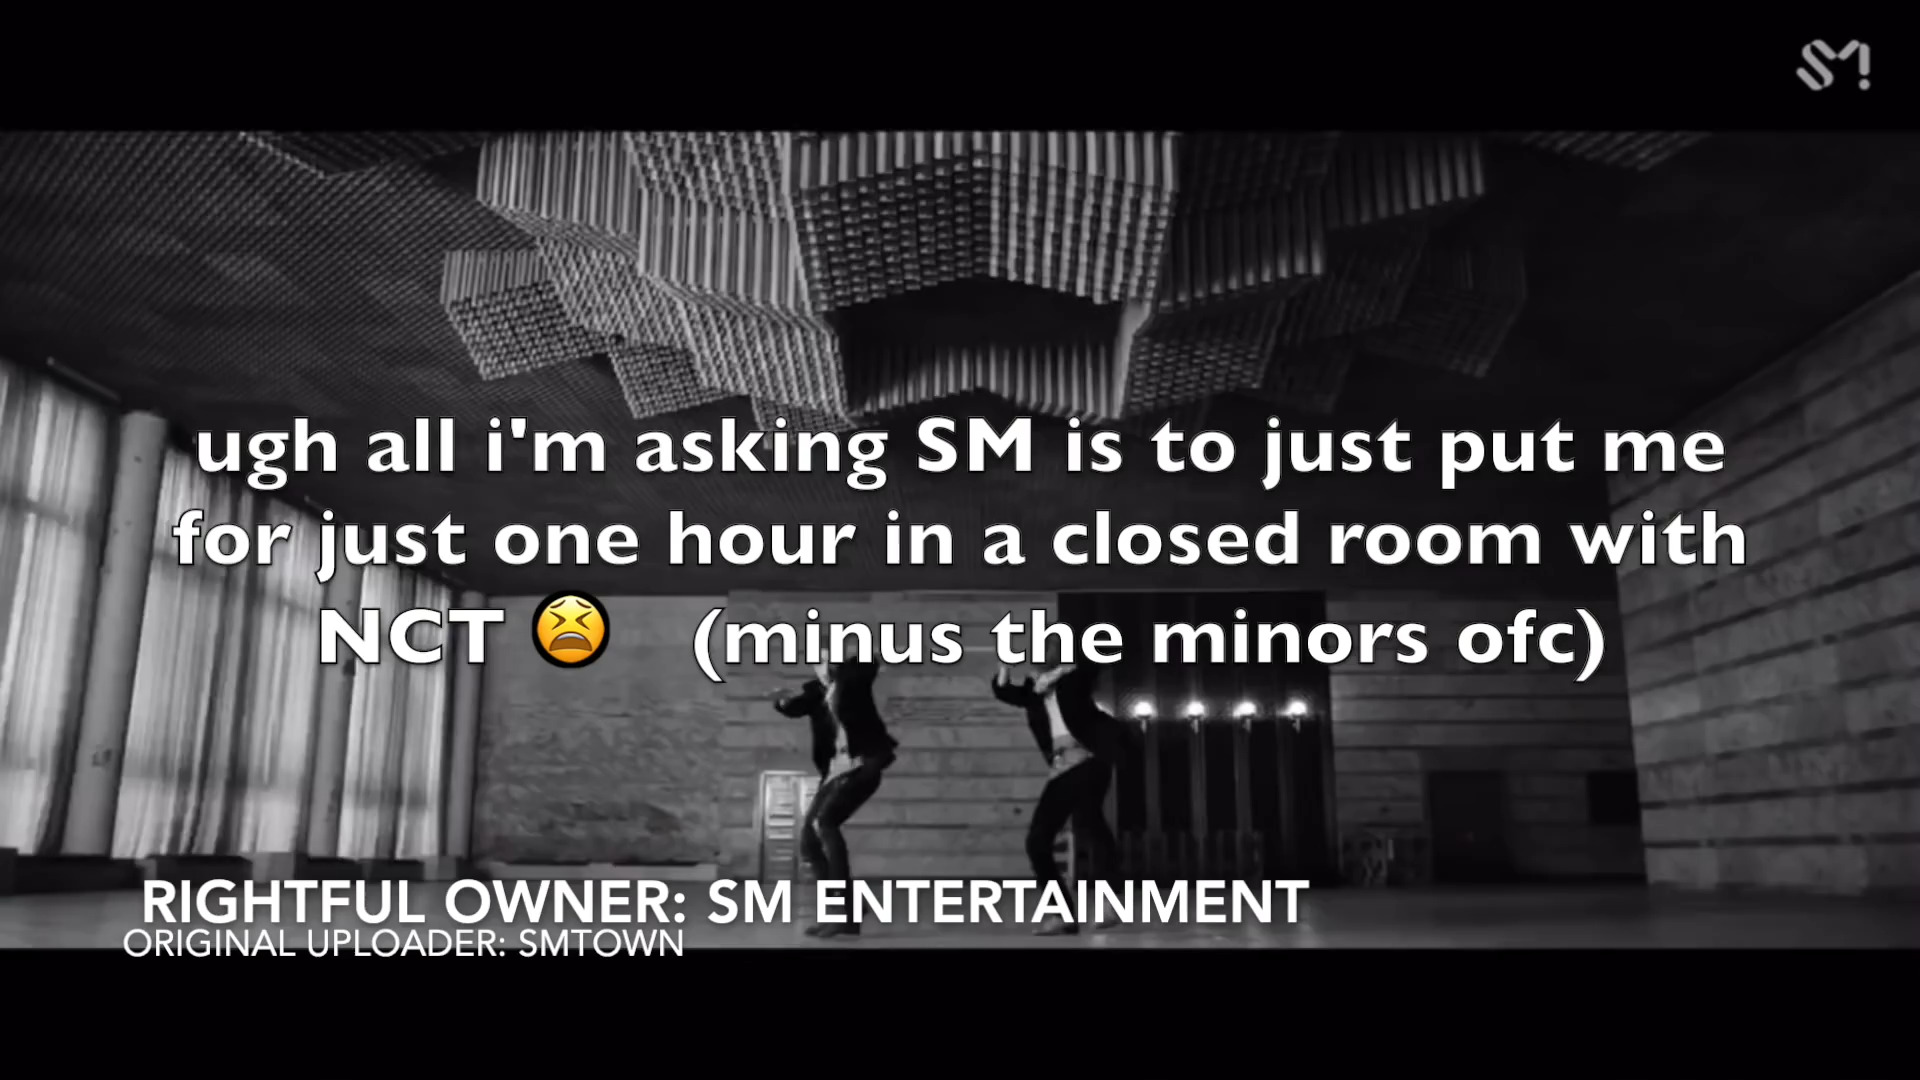 SM!
ugh all i'm asking SM is to just put me
for just one hour in a closed room with
NCT 😫 (minus the minors ofc)
RIGHTFUL OWNER: SM ENTERTAINMENT
ORIGINAL UPLOADER: SMTOWN